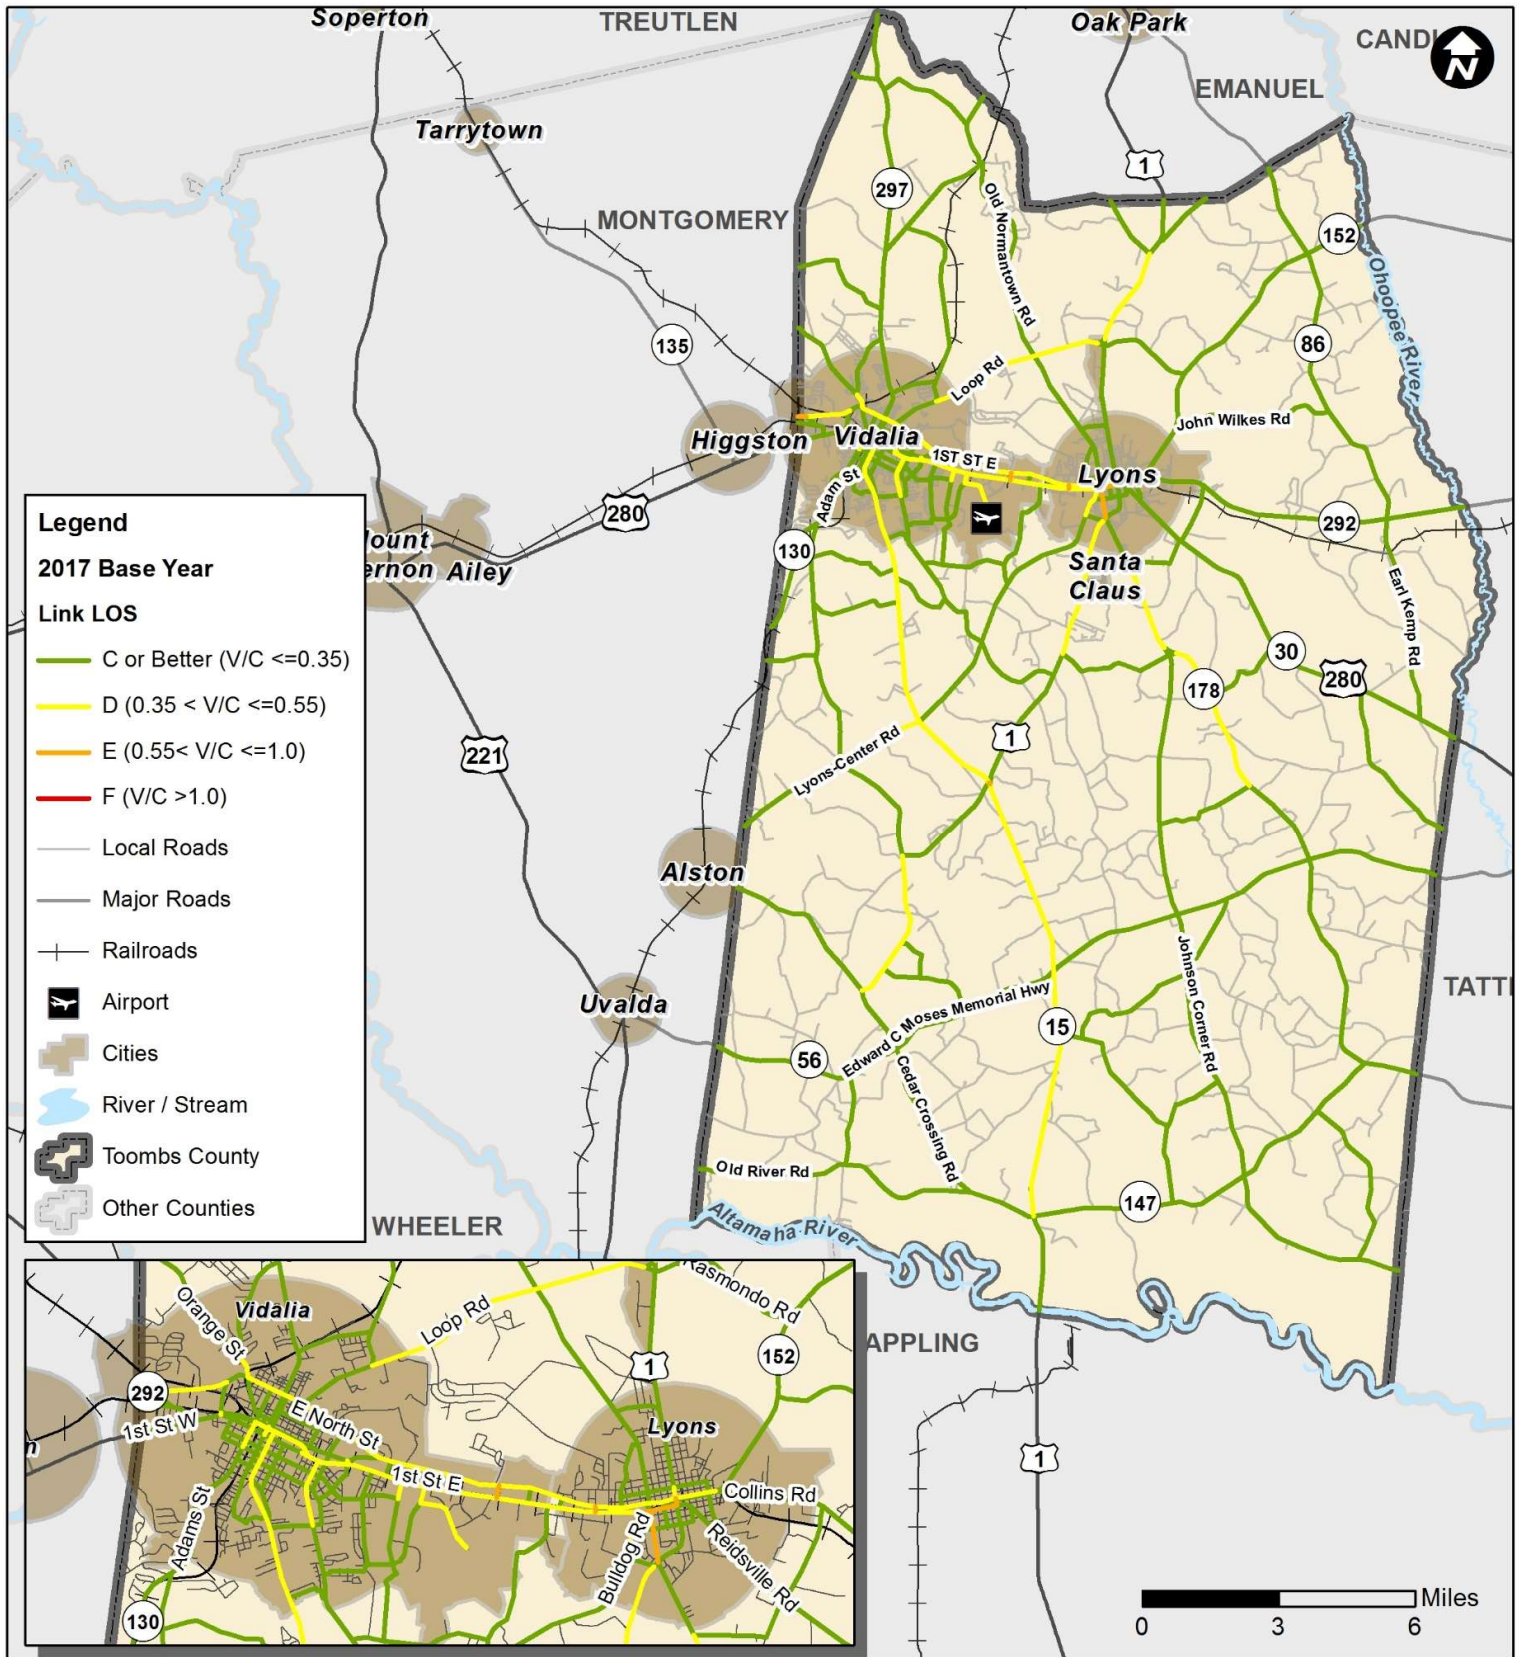 Soperton
TREUTLEN
Oak Park
CANDL
N
EMANUEL
Tarrytown
1
297
Old Normantown Rd
MONTGOMERY
152
Ohoopee River
135
86
Loop Rd
John Wilkes Rd
Higgston
Vidalia
1ST ST E
Lyons
Adam St
280
292
Mount
Vernon
Ailey
130
Santa
Claus
Earl Kemp Rd
30
280
178
221
1
Lyons-Center Rd
Alston
Johnson Corner Rd
TATT
Uvalda
Edward C Moses Memorial Hwy
15
56
Cedar Crossing Rd
Old River Rd
147
Altamaha River
WHEELER
APPLING
1
Legend
2017 Base Year
Link LOS
C or Better (V/C <=0.35)
D (0.35 < V/C <=0.55)
E (0.55< V/C <=1.0)
F (V/C >1.0)
Local Roads
Major Roads
Railroads
Airport
Cities
River / Stream
Toombs County
Other Counties
Orange St
Vidalia
Loop Rd
Rasmondo Rd
1
152
292
1st St W
E North St
Lyons
n
1st St E
Collins Rd
Adams St
Bulldog Rd
Reidsville Rd
130
Miles
0 3 6